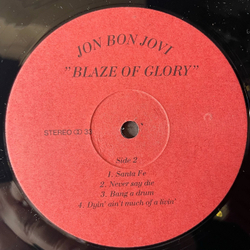 JON BON JOVI
"BLAZE OF GLORY"
STEREO
Side 2
1. Santa Fe
2. Never say die
3. Bang a drum
4. Dyin' ain't much of a livin'